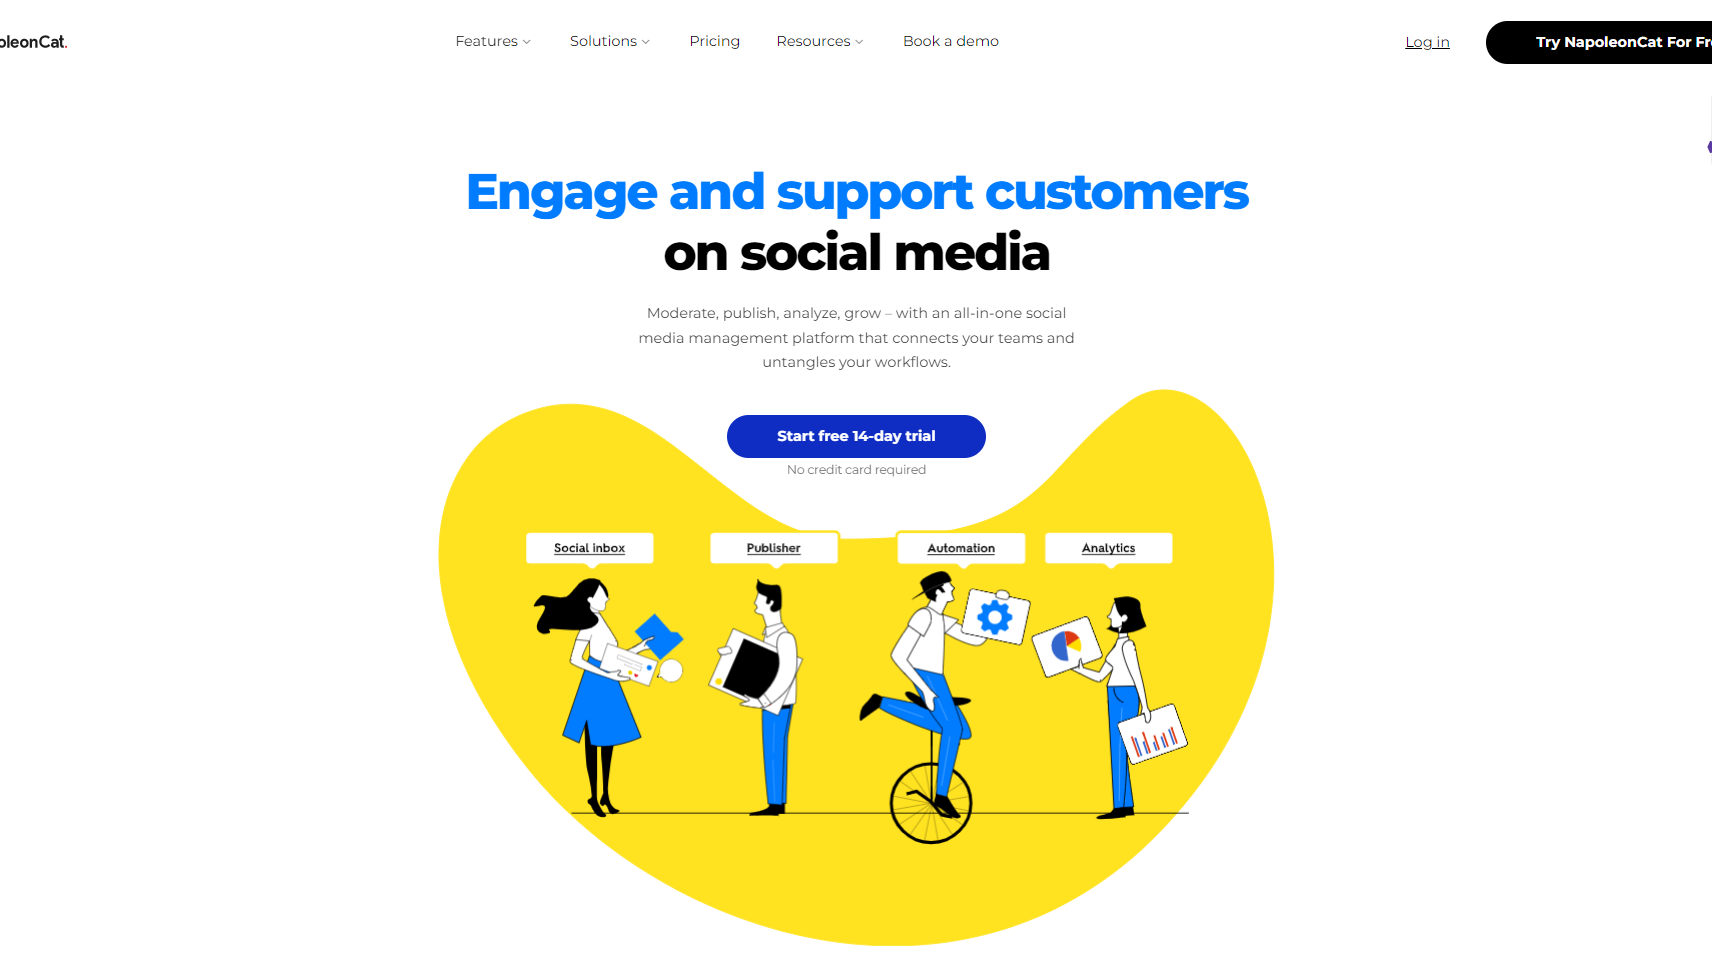 oleonCat.
Features
Solutions
Pricing
Resources
Book a demo
Log in
Try NapoleonCat For Fr
Engage and support customers
on social media
Moderate, publish, analyze, grow – with an all-in-one social
media management platform that connects your teams and
untangles your workflows.
Start free 14-day trial
No credit card required
Social inbox
Publisher
Automation
Analytics